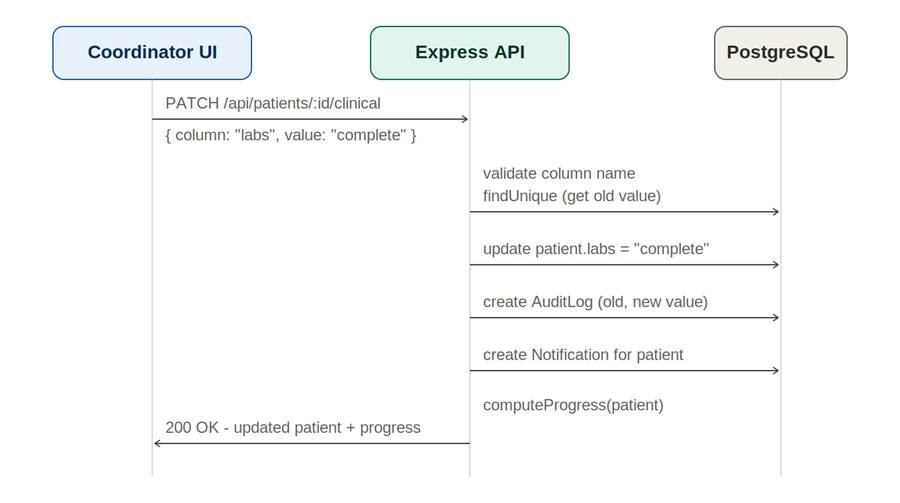 Coordinator UI
Express API
PostgreSQL
PATCH /api/patients/:id/clinical
{ column: "labs", value: "complete" }
validate column name
findUnique (get old value)
update patient.labs = "complete"
create AuditLog (old, new value)
create Notification for patient
computeProgress(patient)
200 OK - updated patient + progress